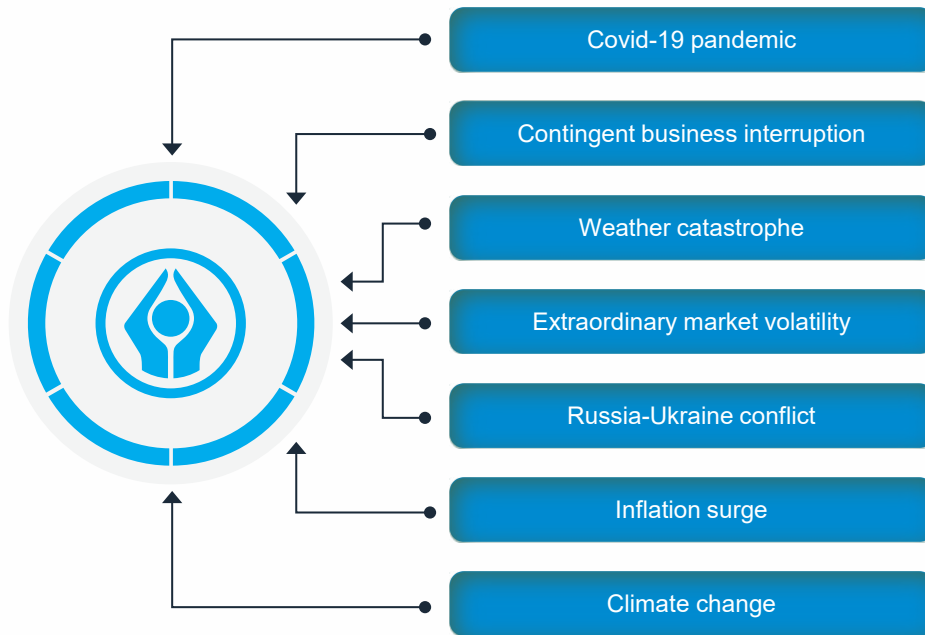 Covid-19 pandemic
Contingent business interruption
Weather catastrophe
Extraordinary market volatility
Russia-Ukraine conflict
Inflation surge
Climate change